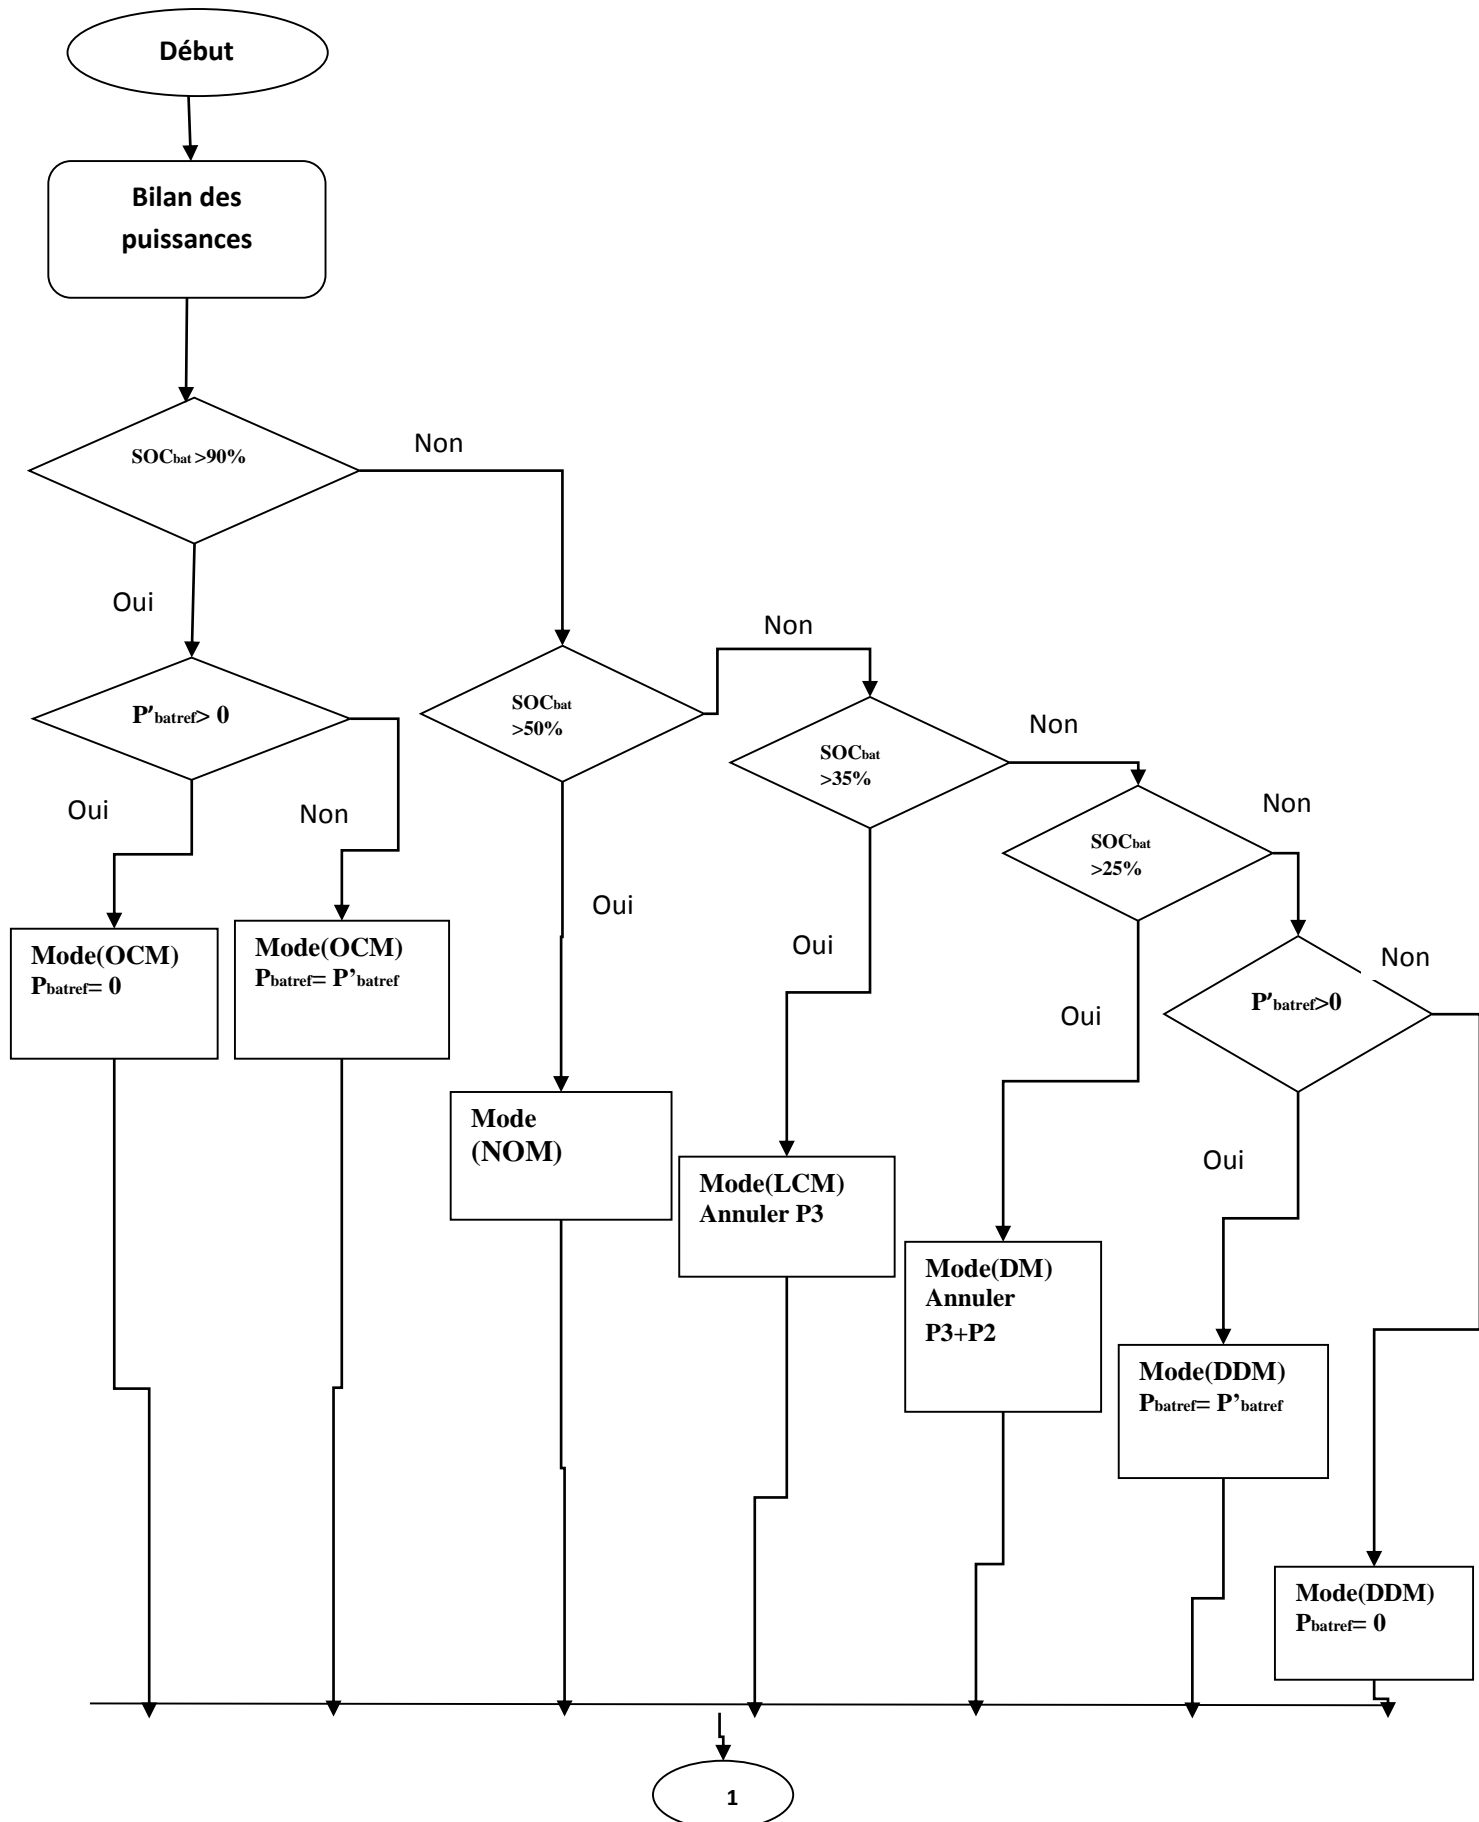 Début
Bilan des
puissances
SOCbat >90%
Non
Oui
Non
P'batref> 0
SOCbat
>50%
SOCbat
>35%
Non
Oui
Non
SOCbat
>25%
Non
Oui
Oui
Mode(OCM)
Pbatref= 0
Mode(OCM)
Pbatref= P’batref
Non
P'batref>0
Oui
Mode
(NOM)
Mode(LCM)
Annuler P3
Oui
Mode(DM)
Annuler
P3+P2
Mode(DDM)
Pbatref= P’batref
Mode(DDM)
Pbatref= 0
1